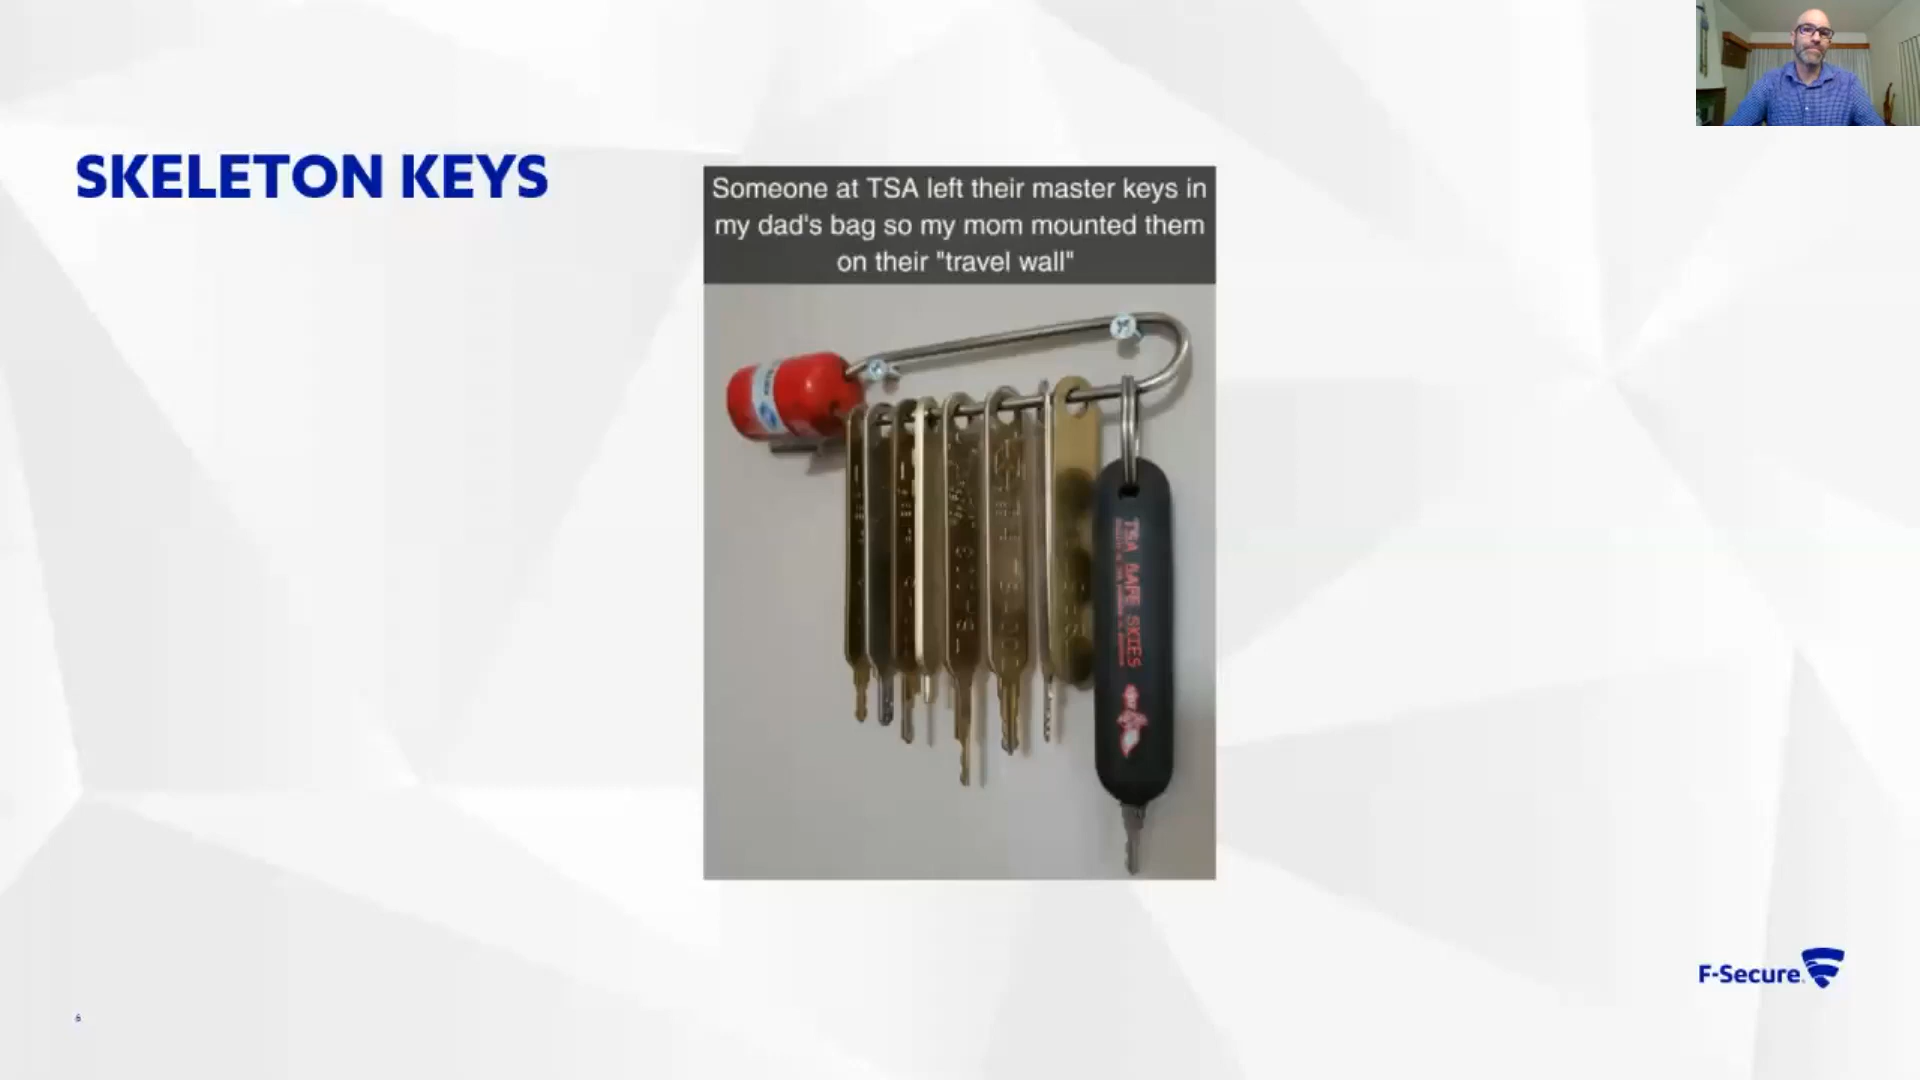 SKELETON KEYS
Someone at TSA left their master keys in
my dad's bag so my mom mounted them
on their "travel wall"
TSA
SKIES
F-Secure
6